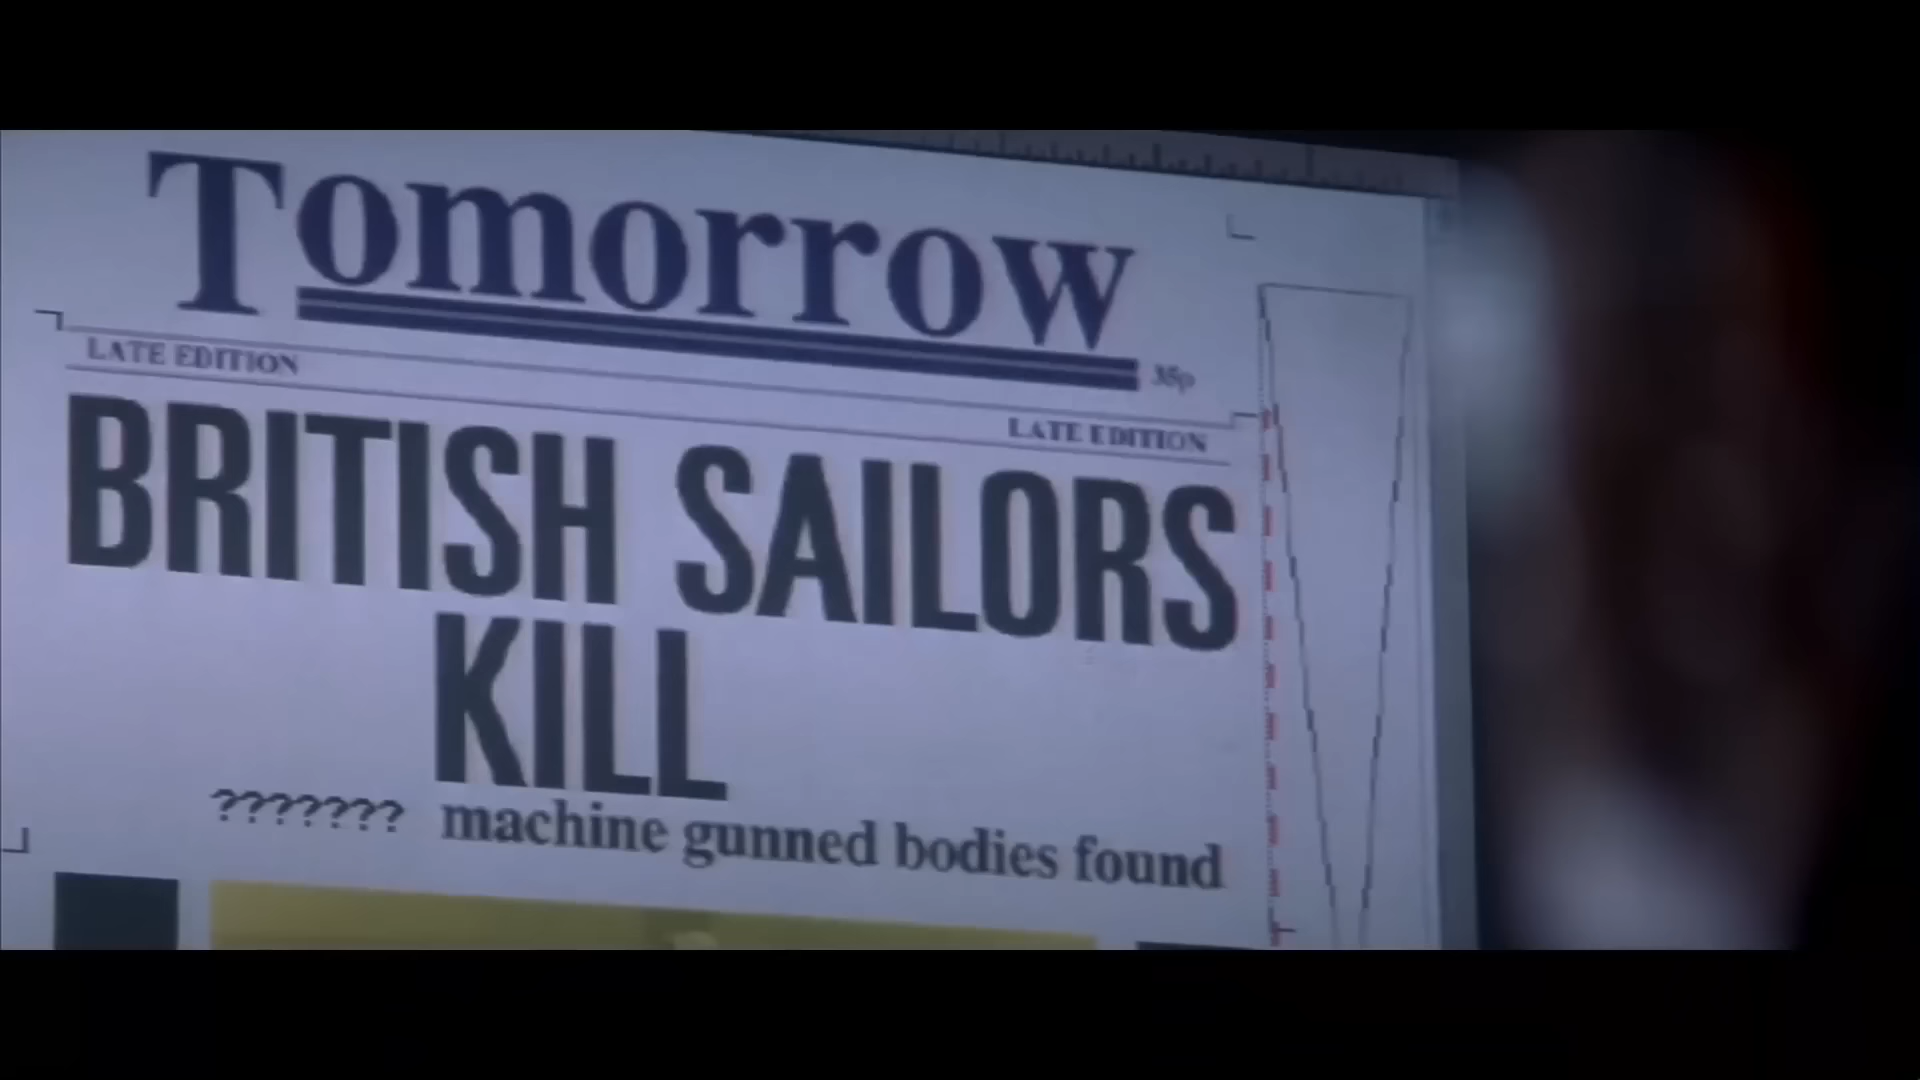 Tomorrow
35p
LATE EDITION
LATE EDITION
BRITISH SAILORS
KILL
??????? machine gunned bodies found